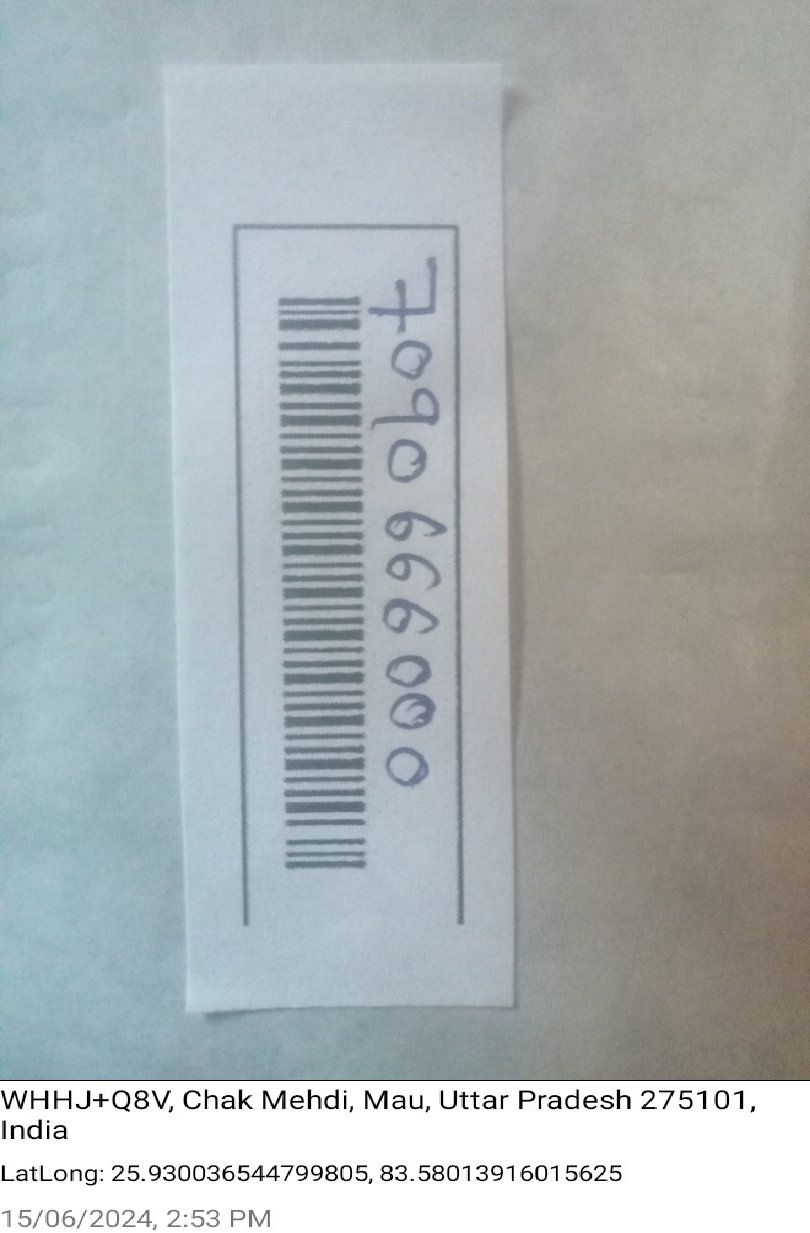 7090666000
WHHJ+Q8V, Chak Mehdi, Mau, Uttar Pradesh 275101,
India
LatLong: 25.930036544799805, 83.58013916015625
15/06/2024, 2:53 PM